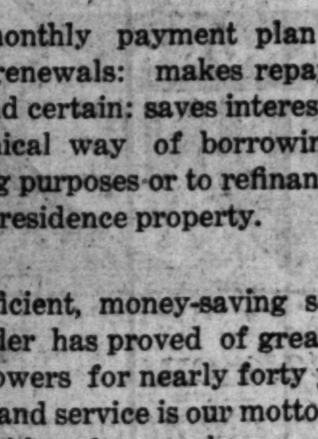 monthly payment plan
renewals: makes repa
d certain: saves interes
ical way of borrowin
g purposes or to refinan
residence property.
ficient, money-saving s
der has proved of grea
owers for nearly forty
and service is our motto